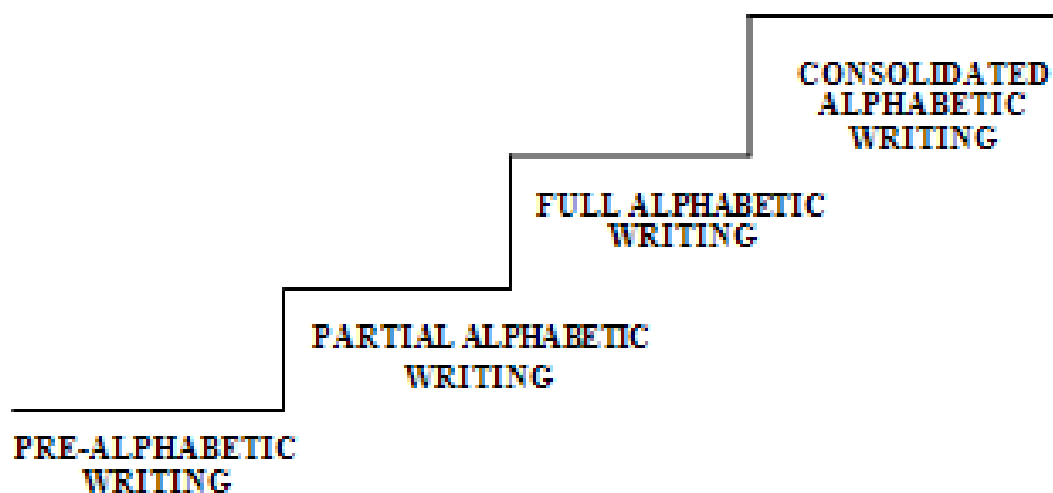 CONSOLIDATED
ALPHABETIC
WRITING
FULL ALPHABETIC
WRITING
PARTIAL ALPHABETIC
WRITING
PRE-ALPHABETIC
WRITING